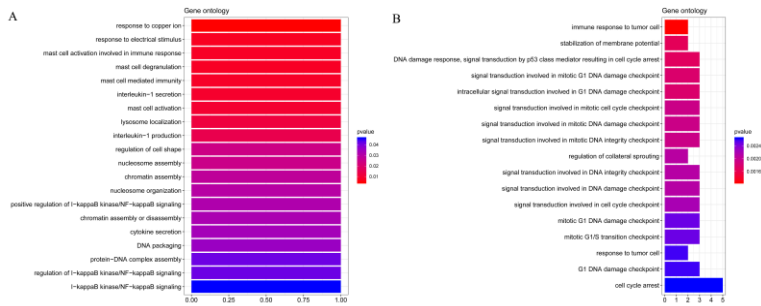 A
Gene ontology
response to copper ion
response to electrical stimulus
mast cell activation involved in immune response
mast cell degranulation
mast cell mediated immunity
interleukin−1 secretion
mast cell activation
lysosome localization
interleukin−1 production
regulation of cell shape
nucleosome assembly
chromatin assembly
nucleosome organization
positive regulation of I−kappaB kinase/NF−kappaB signaling
chromatin assembly or disassembly
cytokine secretion
DNA packaging
protein−DNA complex assembly
regulation of I−kappaB kinase/NF−kappaB signaling
I−kappaB kinase/NF−kappaB signaling
0.00 0.25 0.50 0.75 1.00
pvalue
0.04
0.03
0.02
0.01
B
Gene ontology
immune response to tumor cell
stabilization of membrane potential
DNA damage response, signal transduction by p53 class mediator resulting in cell cycle arrest
signal transduction involved in mitotic G1 DNA damage checkpoint
intracellular signal transduction involved in G1 DNA damage checkpoint
signal transduction involved in mitotic cell cycle checkpoint
signal transduction involved in mitotic DNA damage checkpoint
signal transduction involved in mitotic DNA integrity checkpoint
regulation of collateral sprouting
signal transduction involved in DNA integrity checkpoint
signal transduction involved in DNA damage checkpoint
signal transduction involved in cell cycle checkpoint
mitotic G1 DNA damage checkpoint
mitotic G1/S transition checkpoint
response to tumor cell
G1 DNA damage checkpoint
cell cycle arrest
0 1 2 3 4 5
pvalue
0.0024
0.0020
0.0016